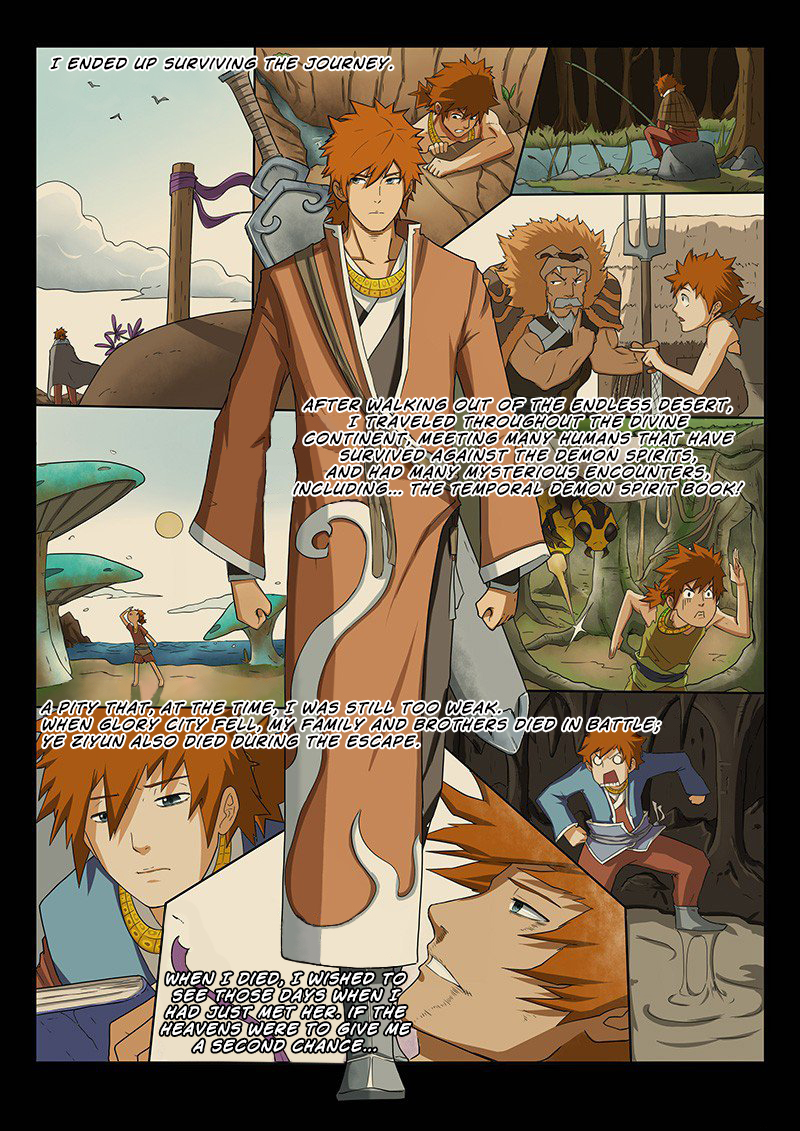 I ENDED UP SURVIVING THE JOURNEY.
AFTER WALKING OUT OF THE ENDLESS DESERT,
I TRAVELED THROUGHOUT THE DIVINE
CONTINENT, MEETING MANY HUMANS THAT HAVE
SURVIVED AGAINST THE DEMON SPIRITS,
AND HAD MANY MYSTERIOUS ENCOUNTERS,
INCLUDING... THE TEMPORAL DEMON SPIRIT BOOK!
A PITY THAT, AT THE TIME, I WAS STILL TOO WEAK.
WHEN GLORY CITY FELL, MY FAMILY AND BROTHERS DIED IN BATTLE;
YE ZIYUN ALSO DIED DURING THE ESCAPE.
WHEN I DIED, I WISHED TO
SEE THOSE DAYS WHEN I
HAD JUST MET HER. IF THE
HEAVENS WERE TO GIVE ME
A SECOND CHANCE...